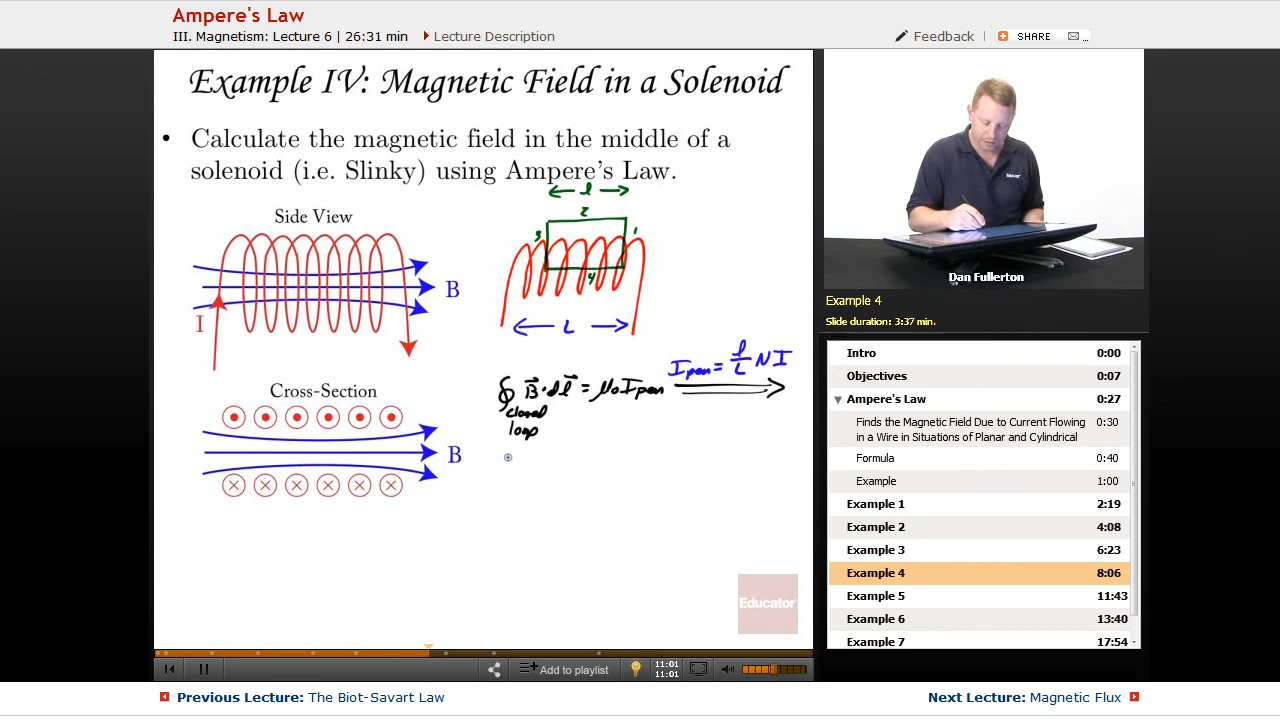 Ampere's Law
III. Magnetism: Lecture 6 | 26:31 min
Lecture Description
Feedback
SHARE
Example IV: Magnetic Field in a Solenoid
• Calculate the magnetic field in the middle of a
solenoid (i.e. Slinky) using Ampere's Law.
Side View
I
B
Cross-Section
B
l
2
3
1
4
L
∮ B⃗·dl⃗ = μ₀ I pen
closed
loop
I pen = l/L N I
Educator
Dan Fullerton
Example 4
Slide duration: 3:37 min.
Intro 0:00
Objectives 0:07
Ampere's Law 0:27
Finds the Magnetic Field Due to Current Flowing 0:30
in a Wire in Situations of Planar and Cylindrical
Formula 0:40
Example 1:00
Example 1 2:19
Example 2 4:08
Example 3 6:23
Example 4 8:06
Example 5 11:43
Example 6 13:40
Example 7 17:54
Add to playlist
11:01
11:01
Previous Lecture: The Biot-Savart Law
Next Lecture: Magnetic Flux